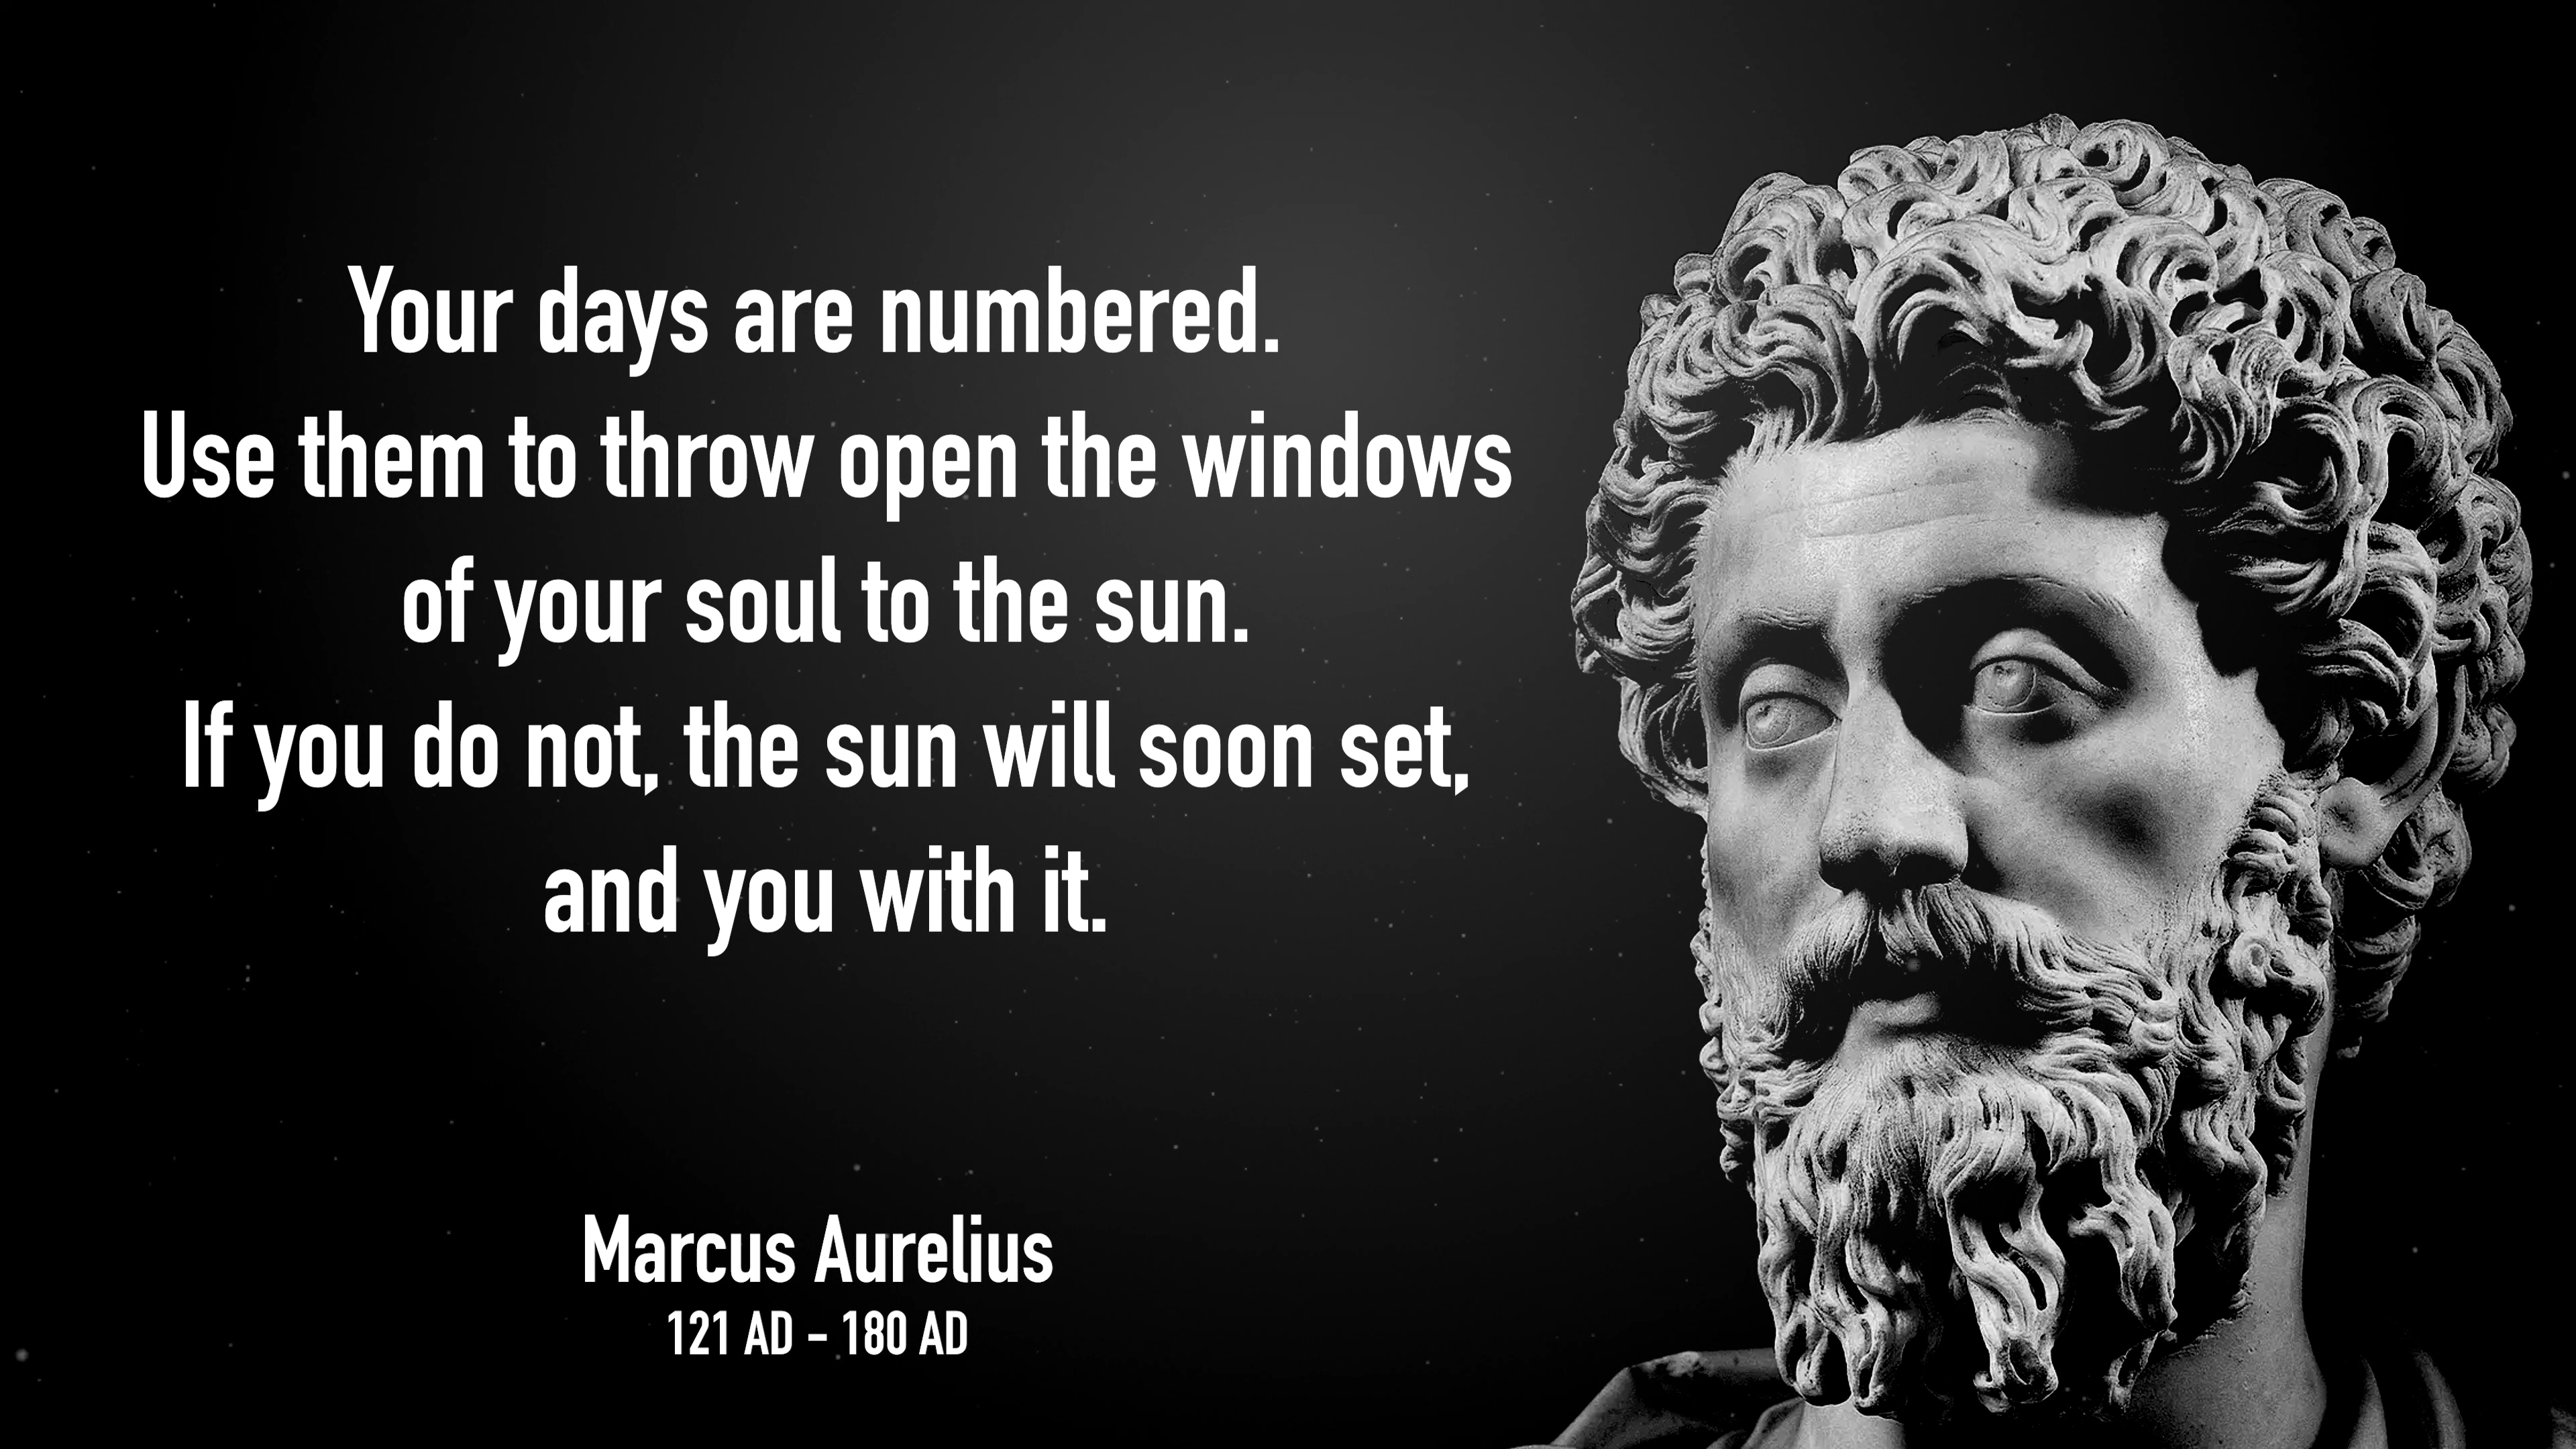 Your days are numbered.
Use them to throw open the windows
of your soul to the sun.
If you do not, the sun will soon set,
and you with it.
Marcus Aurelius
121 AD – 180 AD